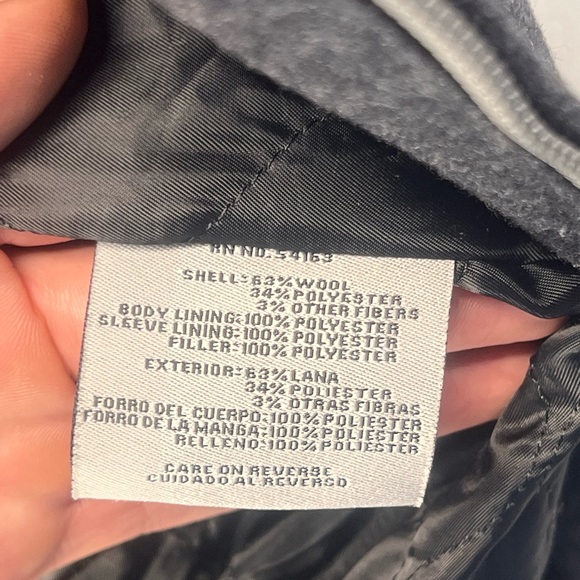 RN NO. 54163
SHELL: 63% WOOL
34% POLYESTER
3% OTHER FIBERS
BODY LINING: 100% POLYESTER
SLEEVE LINING: 100% POLYESTER
FILLER: 100% POLYESTER
EXTERIOR: 63% LANA
34% POLIESTER
3% OTRAS FIBRAS
FORRO DEL CUERPO: 100% POLIESTER
FORRO DE LA MANGA: 100% POLIESTER
RELLENO: 100% POLIESTER
CARE ON REVERSE
CUIDADO AL REVERSO